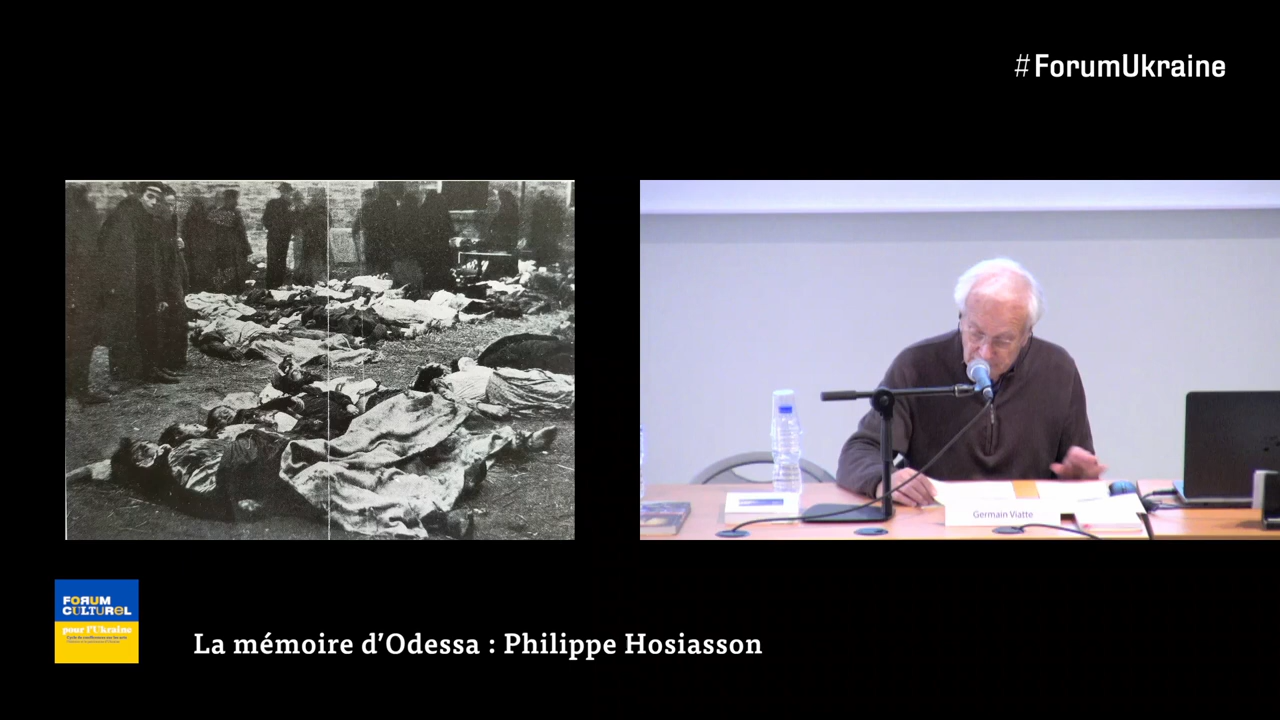 #ForumUkraine
Germain Viatte
FORUM
CULTUREL
pour l'Ukraine
La mémoire d'Odessa : Philippe Hosiasson